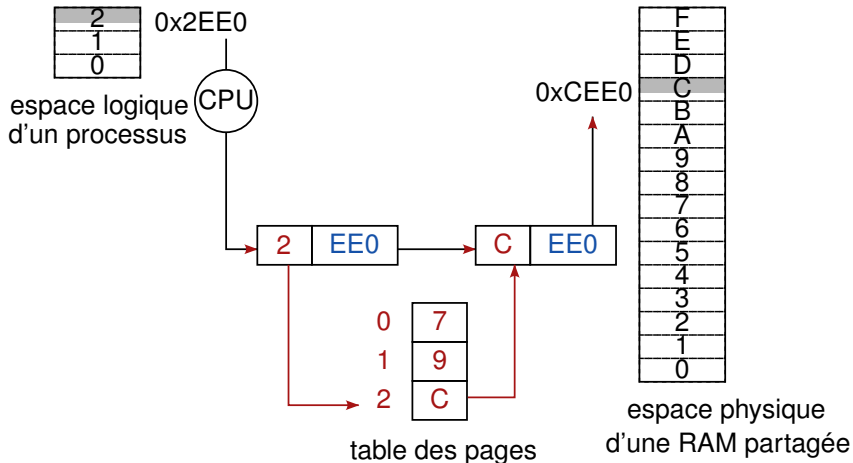 2
1
0
0x2EE0
CPU
espace logique
d'un processus
2 EE0
C EE0
0 7
1 9
2 C
table des pages
0xCEE0
F
E
D
C
B
A
9
8
7
6
5
4
3
2
1
0
espace physique
d'une RAM partagée